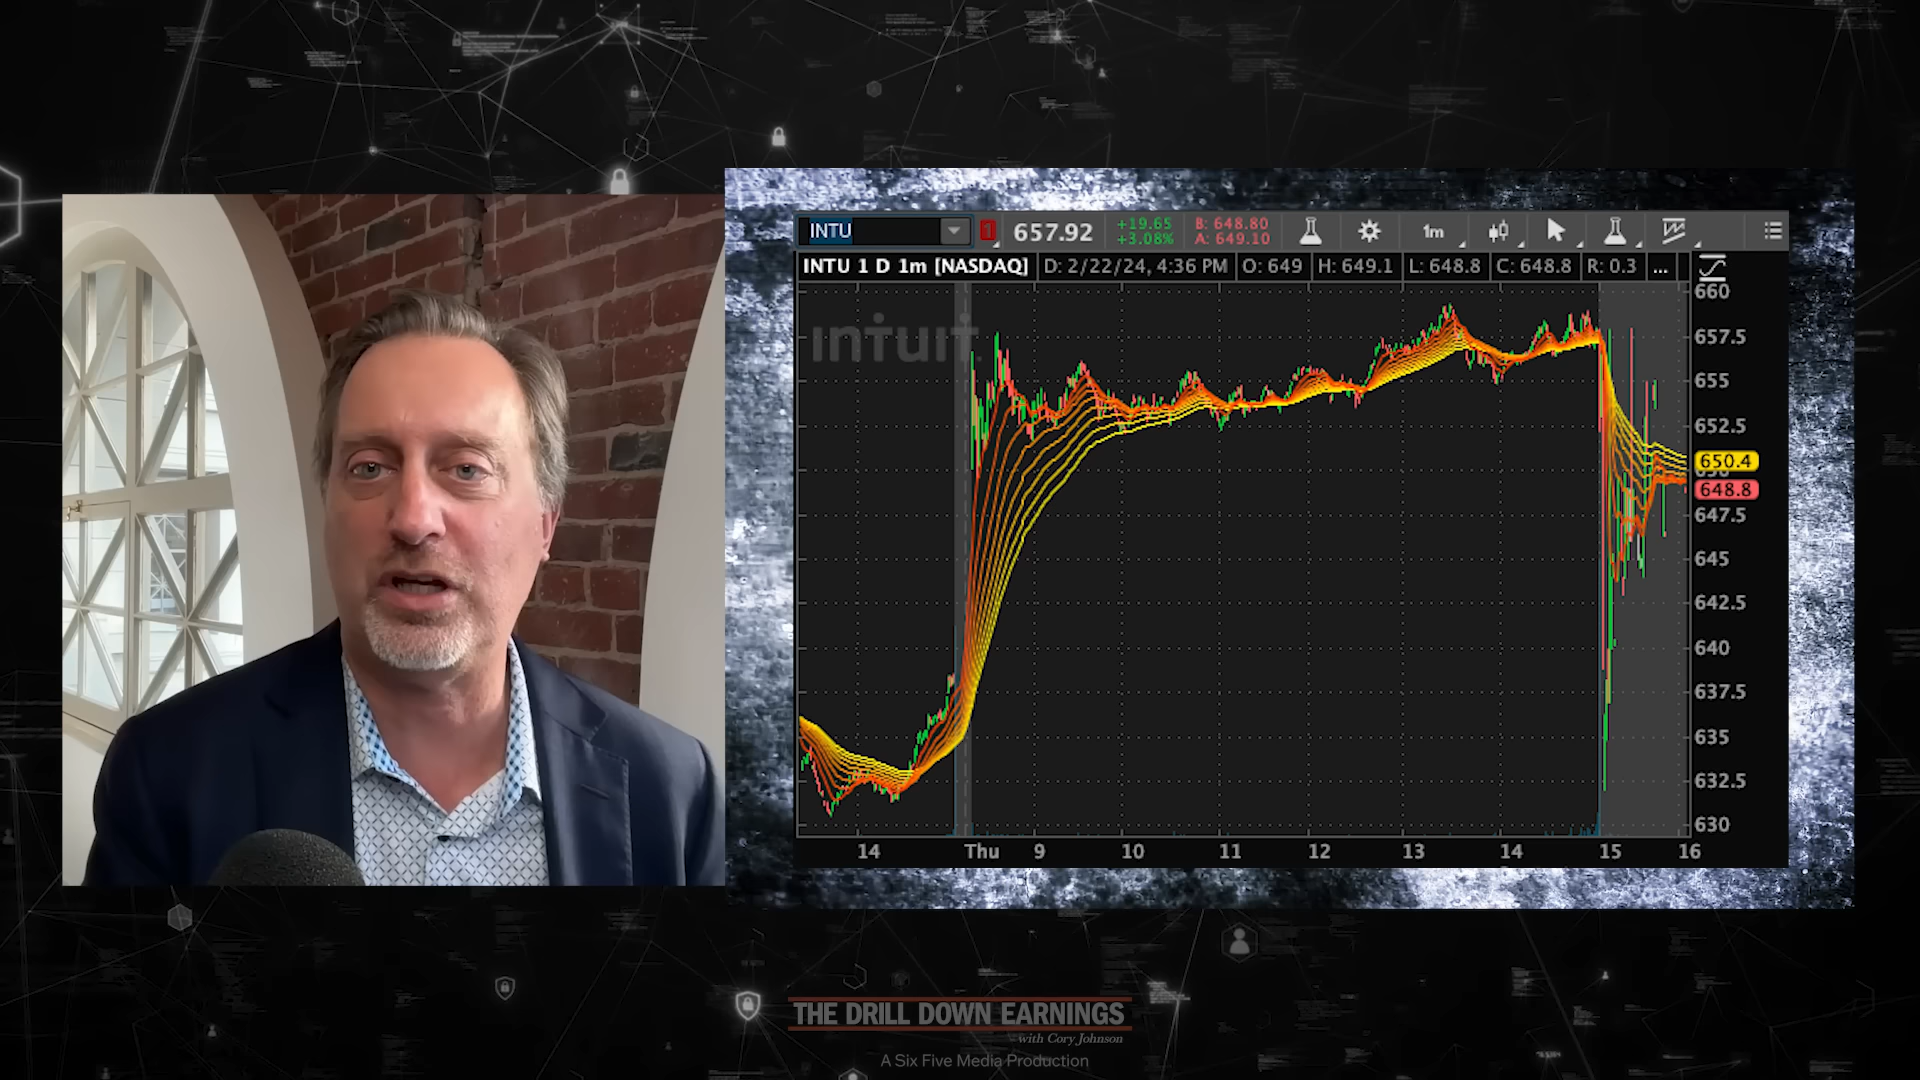 INTU
1
657.92
+19.65
+3.08%
B: 648.80
A: 649.10
1m
INTU 1 D 1m [NASDAQ]
D: 2/22/24, 4:36 PM
O: 649
H: 649.1
L: 648.8
C: 648.8
R: 0.3
...
intuit
660
657.5
655
652.5
650.4
648.8
647.5
645
642.5
640
637.5
635
632.5
630
14
Thu
9
10
11
12
13
14
15
16
THE DRILL DOWN EARNINGS
with Cory Johnson
A Six Five Media Production